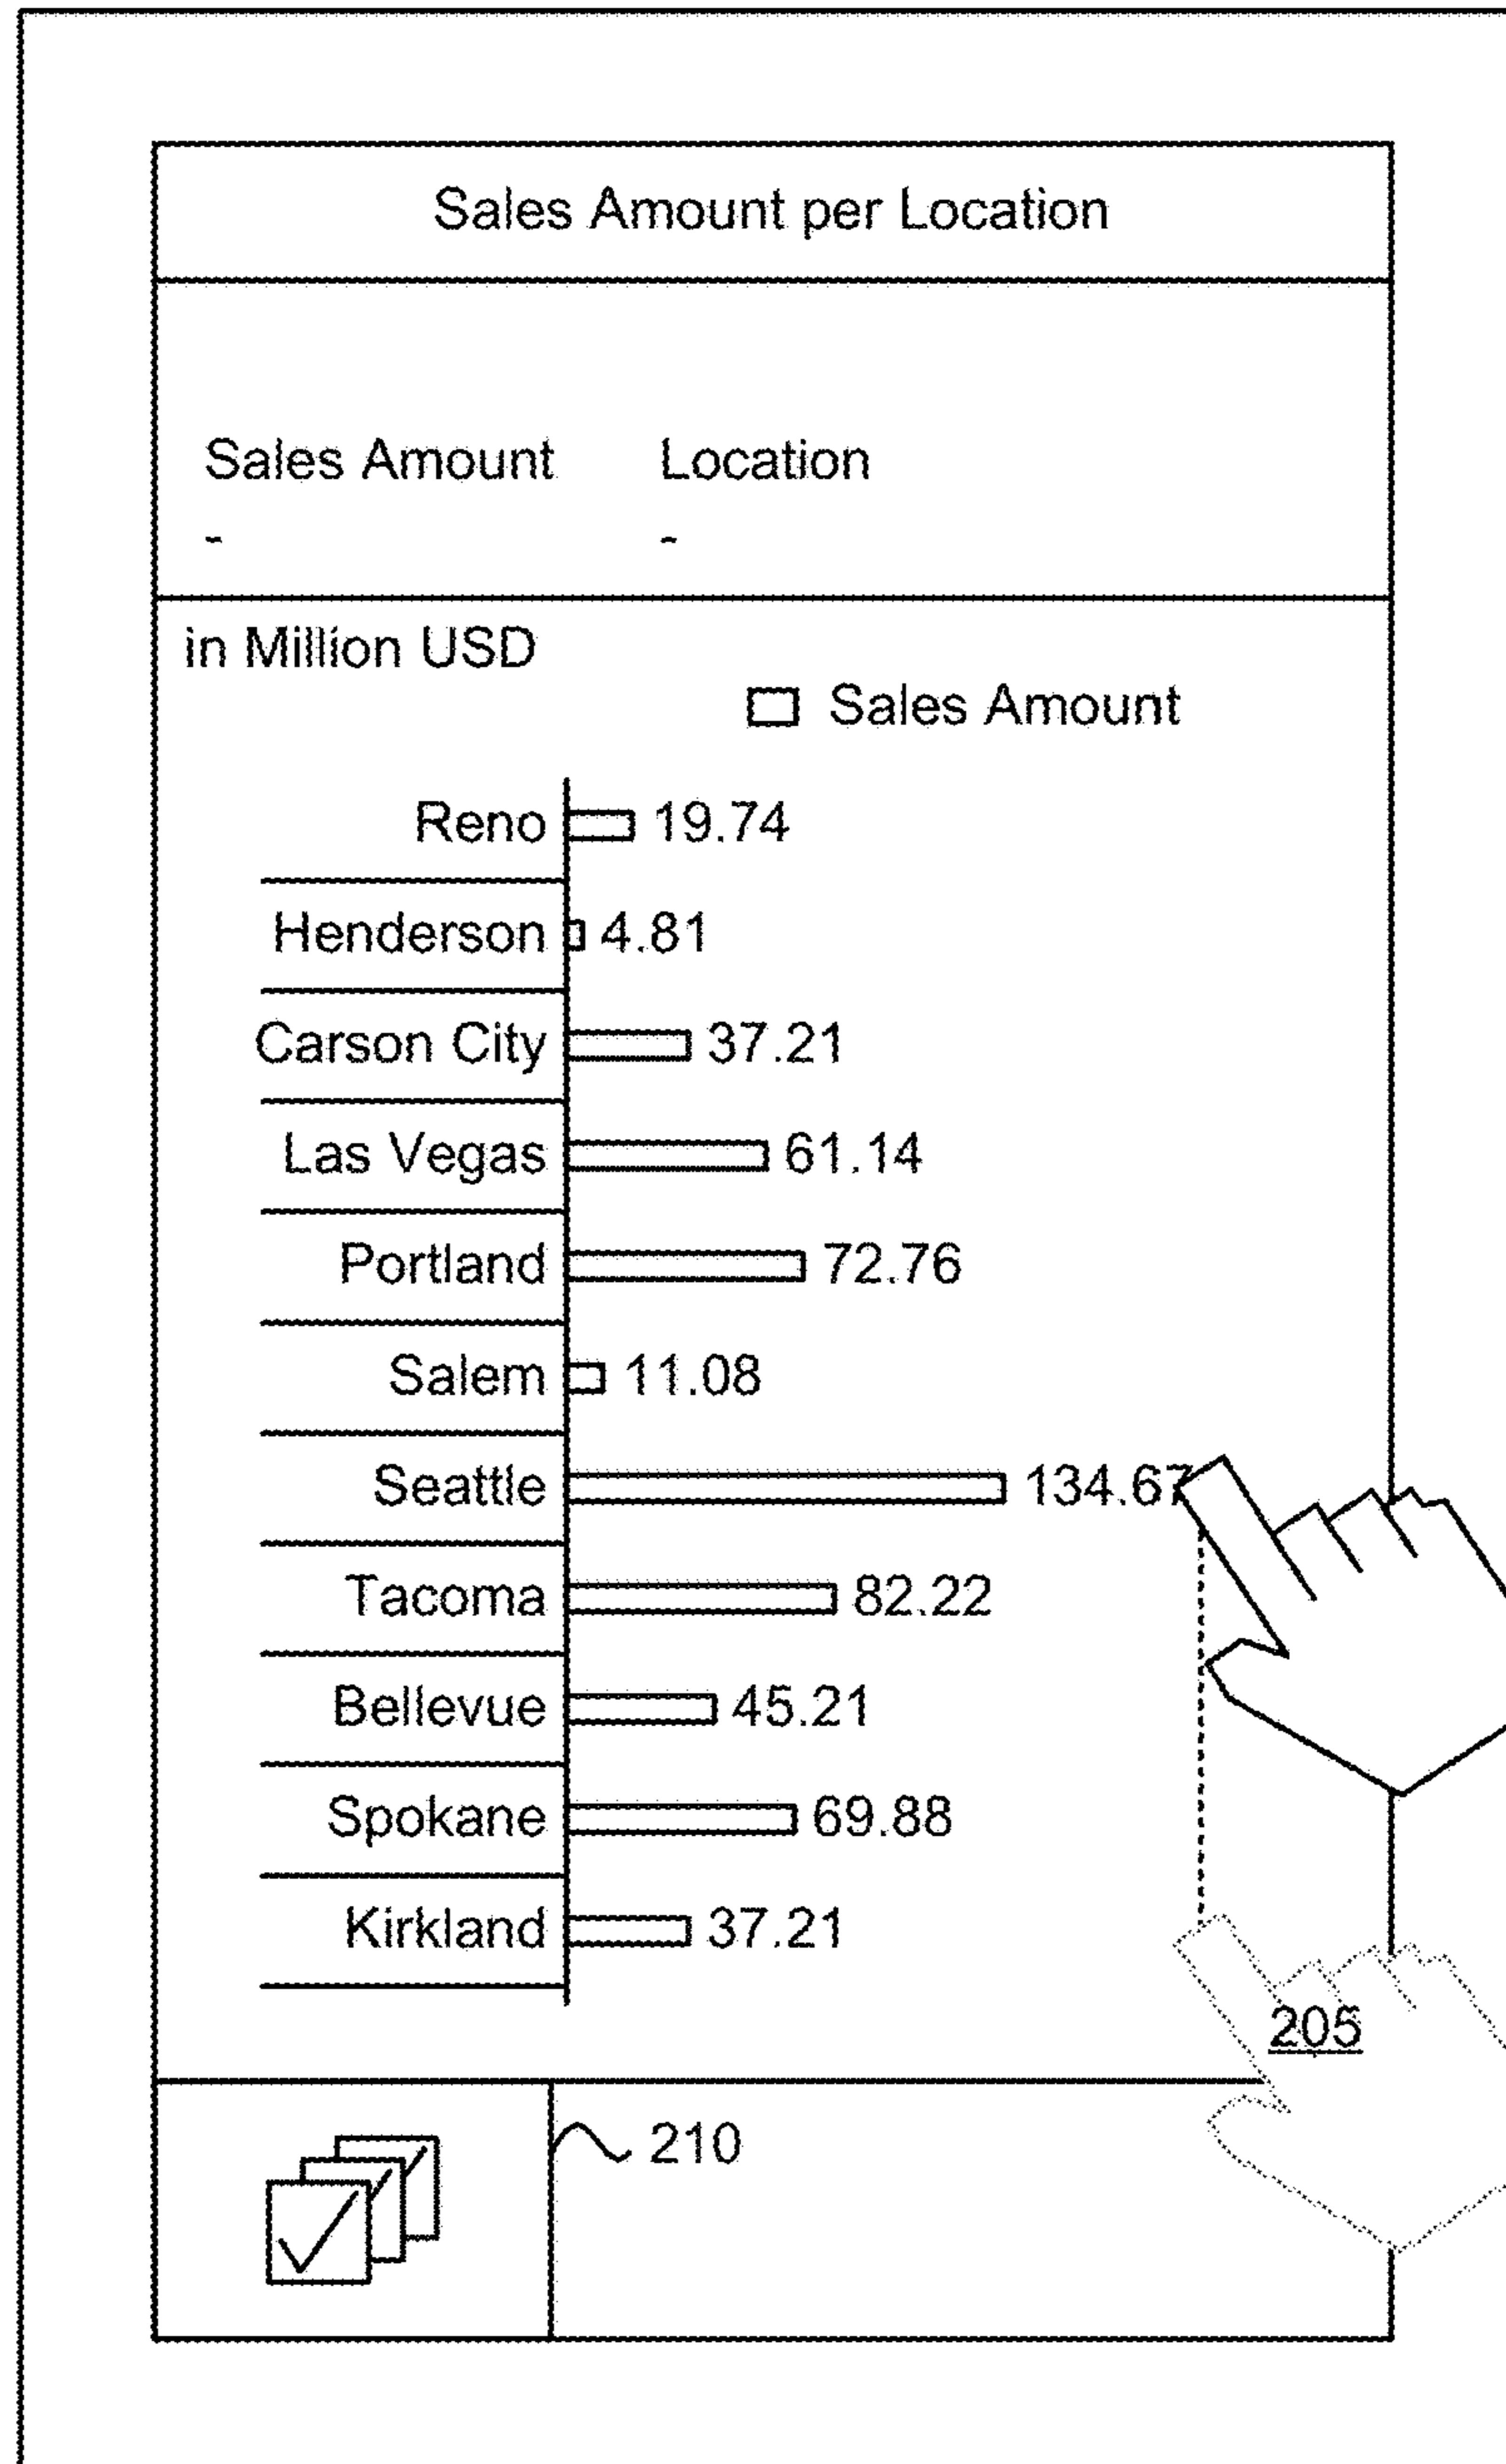 Sales Amount per Location
Sales Amount Location
- -
in Million USD
Sales Amount
Reno 19.74
Henderson 4.81
Carson City 37.21
Las Vegas 61.14
Portland 72.76
Salem 11.08
Seattle 134.67
Tacoma 82.22
Bellevue 45.21
Spokane 69.88
Kirkland 37.21
205
210